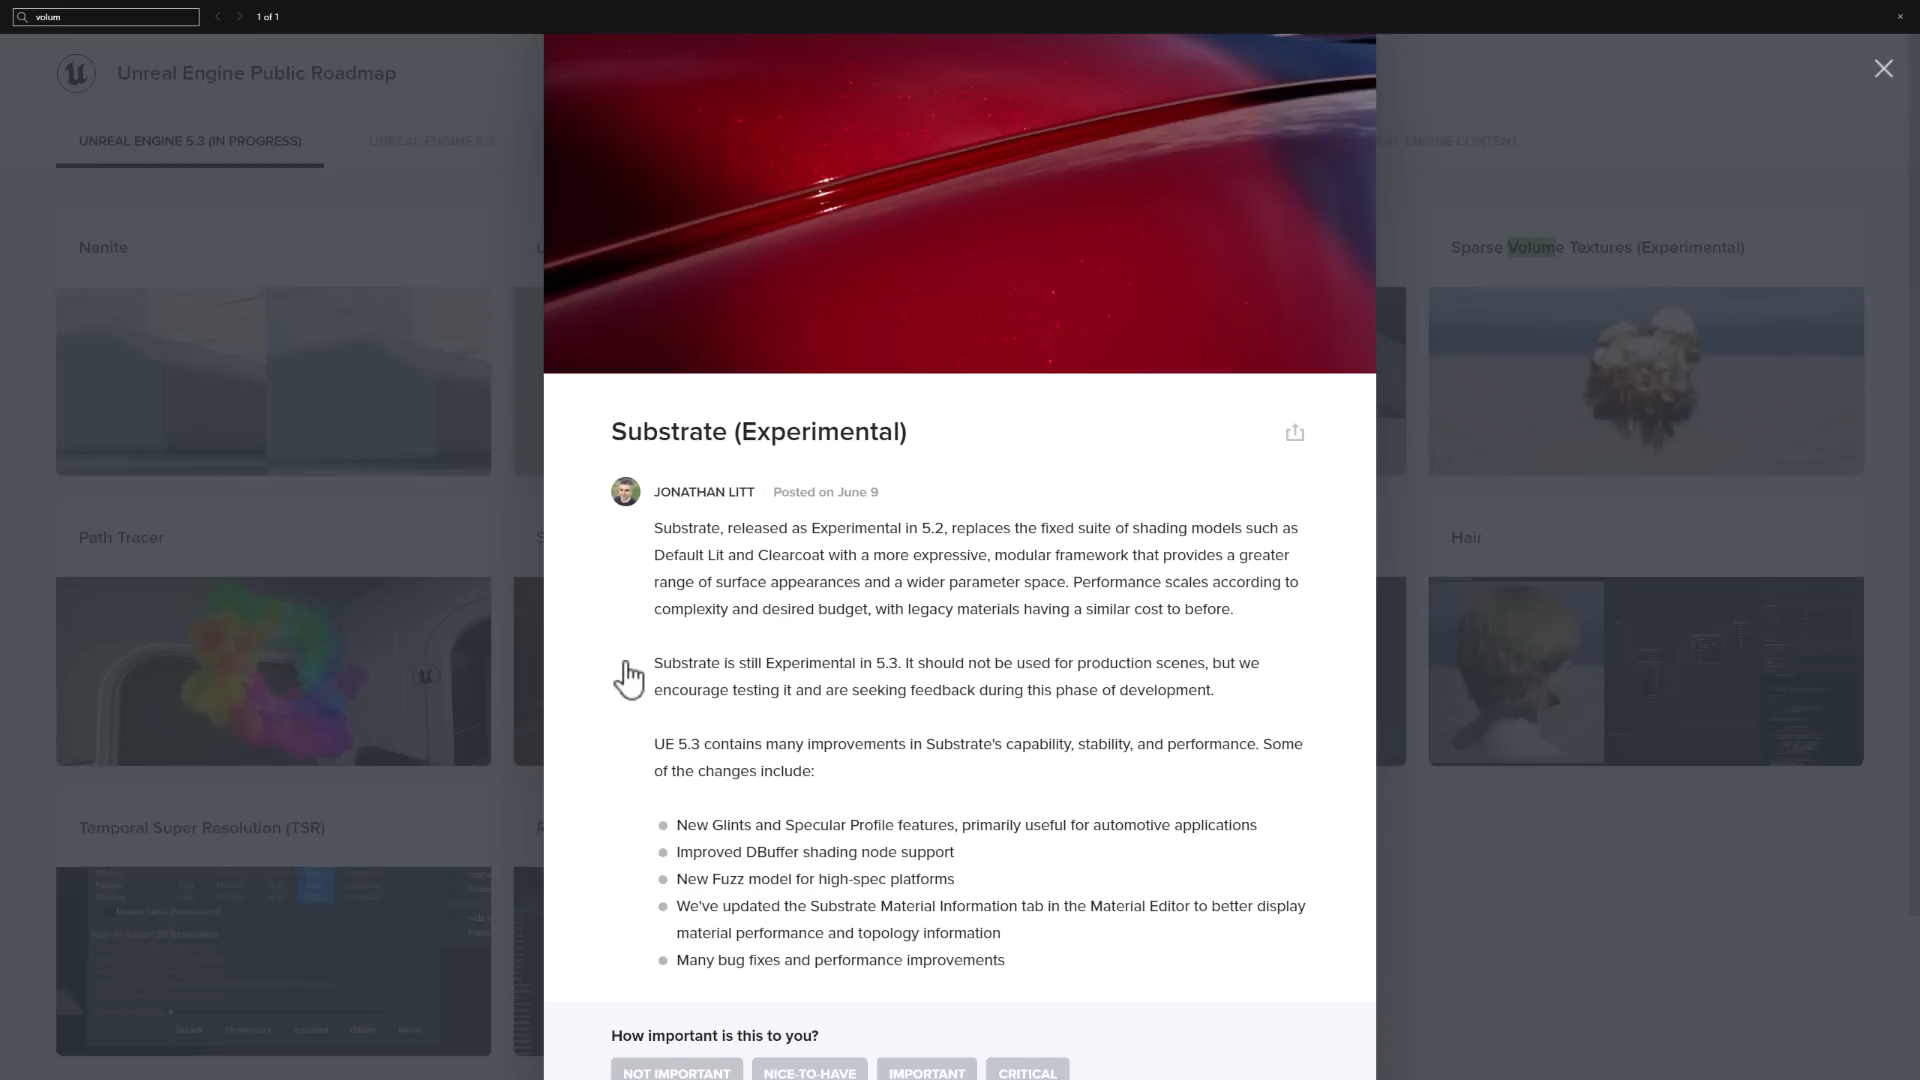 volum
1 of 1
Unreal Engine Public Roadmap
UNREAL ENGINE 5.3 (IN PROGRESS)
UNREAL ENGINE 5.2
ENGINE CONTENT
Nanite
Sparse Volume Textures (Experimental)
Substrate (Experimental)
JONATHAN LITT
Posted on June 9
Substrate, released as Experimental in 5.2, replaces the fixed suite of shading models such as
Default Lit and Clearcoat with a more expressive, modular framework that provides a greater
range of surface appearances and a wider parameter space. Performance scales according to
complexity and desired budget, with legacy materials having a similar cost to before.
Path Tracer
Hair
Substrate is still Experimental in 5.3. It should not be used for production scenes, but we
encourage testing it and are seeking feedback during this phase of development.
UE 5.3 contains many improvements in Substrate's capability, stability, and performance. Some
of the changes include:
New Glints and Specular Profile features, primarily useful for automotive applications
Improved DBuffer shading node support
New Fuzz model for high-spec platforms
We've updated the Substrate Material Information tab in the Material Editor to better display
material performance and topology information
Many bug fixes and performance improvements
Temporal Super Resolution (TSR)
Default Performance Balanced Quality
How important is this to you?
NOT IMPORTANT
NICE-TO-HAVE
IMPORTANT
CRITICAL